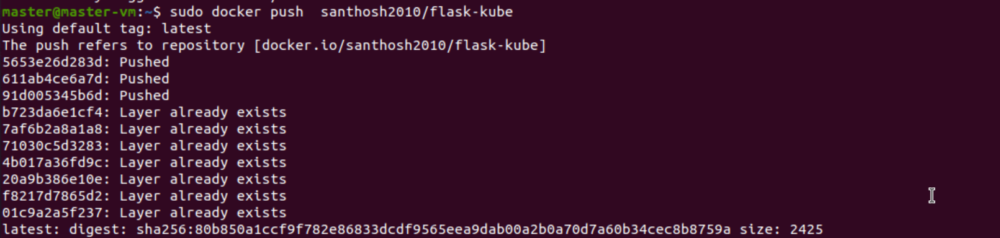 master@master-vm:~$ sudo docker push  santhosh2010/flask-kube
Using default tag: latest
The push refers to repository [docker.io/santhosh2010/flask-kube]
5653e26d283d: Pushed
611ab4ce6a7d: Pushed
91d005345b6d: Pushed
b723da6e1cf4: Layer already exists
7af6b2a8a1a8: Layer already exists
71030c5d3283: Layer already exists
4b017a36fd9c: Layer already exists
20a9b386e10e: Layer already exists
f8217d7865d2: Layer already exists
01c9a2a5f237: Layer already exists
latest: digest: sha256:80b850a1ccf9f782e86833dcdf9565eea9dab00a2b0a70d7a60b34cec8b8759a size: 2425